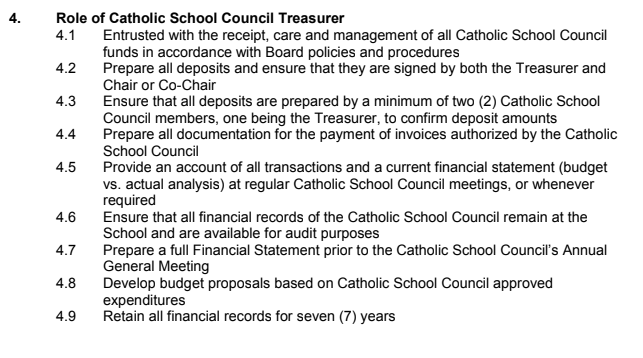 4. Role of Catholic School Council Treasurer
4.1 Entrusted with the receipt, care and management of all Catholic School Council
funds in accordance with Board policies and procedures
4.2 Prepare all deposits and ensure that they are signed by both the Treasurer and
Chair or Co-Chair
4.3 Ensure that all deposits are prepared by a minimum of two (2) Catholic School
Council members, one being the Treasurer, to confirm deposit amounts
4.4 Prepare all documentation for the payment of invoices authorized by the Catholic
School Council
4.5 Provide an account of all transactions and a current financial statement (budget
vs. actual analysis) at regular Catholic School Council meetings, or whenever
required
4.6 Ensure that all financial records of the Catholic School Council remain at the
School and are available for audit purposes
4.7 Prepare a full Financial Statement prior to the Catholic School Council's Annual
General Meeting
4.8 Develop budget proposals based on Catholic School Council approved
expenditures
4.9 Retain all financial records for seven (7) years